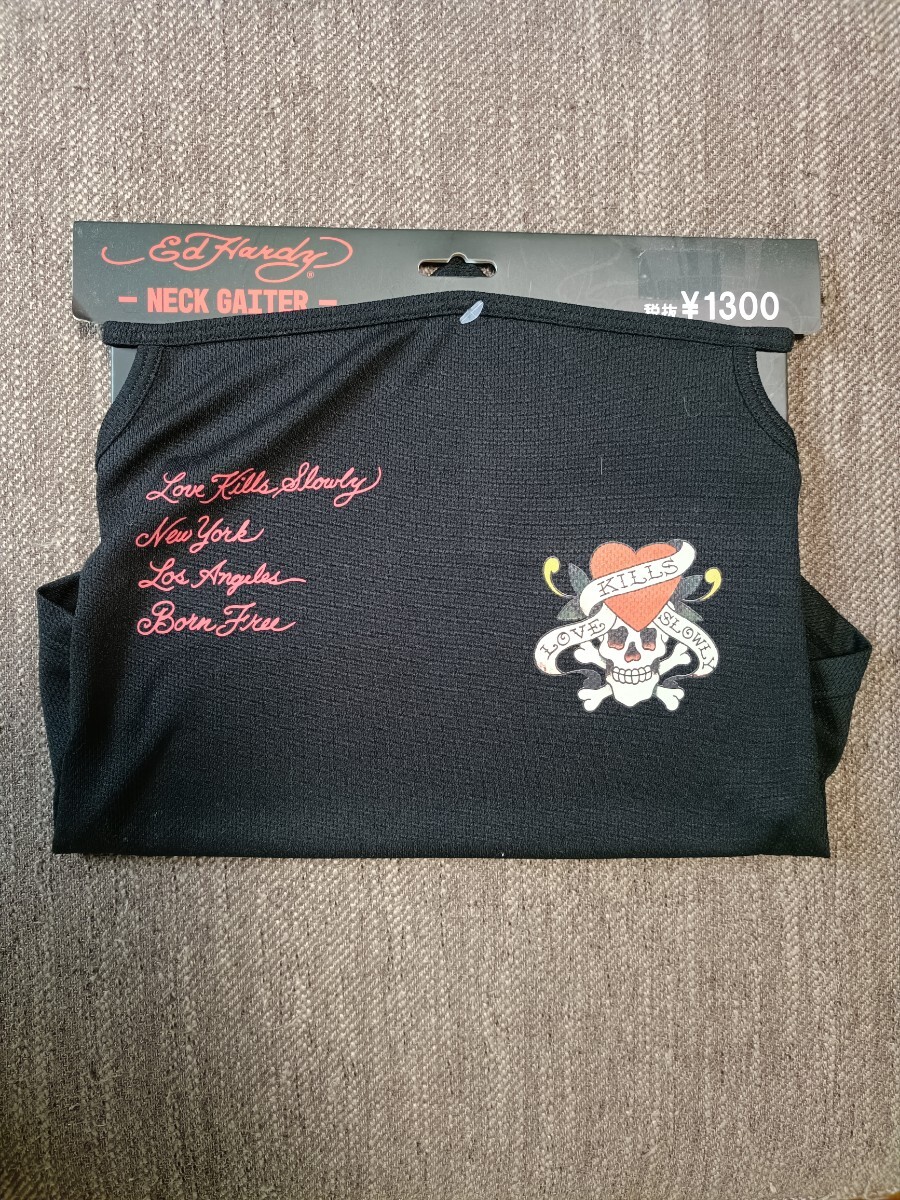 Ed Hardy®
- NECK GAITER -
税抜 ¥1300
Love Kills Slowly
New York
Los Angeles
Born Free
KILLS
LOVE SLOWLY